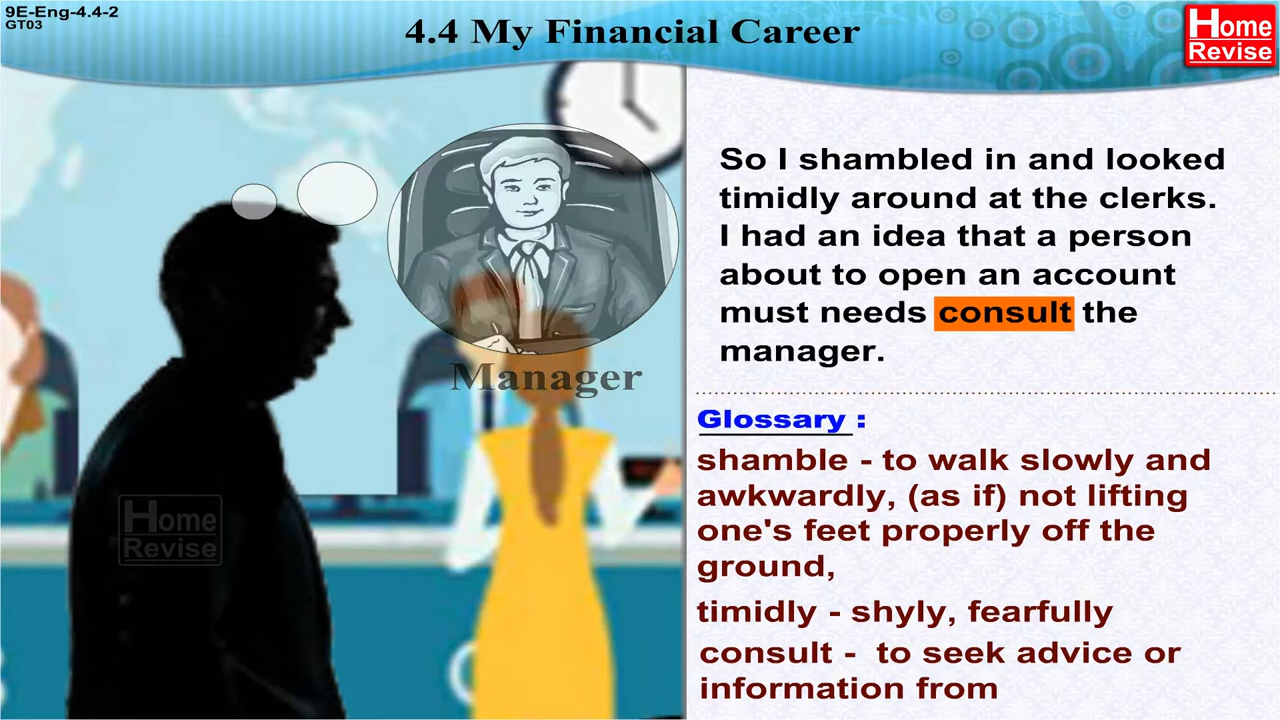 9E-Eng-4.4-2
GT03
4.4 My Financial Career
Home
Revise
So I shambled in and looked
timidly around at the clerks.
I had an idea that a person
about to open an account
must needs consult the
manager.
Manager
Glossary :
shamble - to walk slowly and
awkwardly, (as if) not lifting
one's feet properly off the
ground,
timidly - shyly, fearfully
consult -  to seek advice or
information from
Home
Revise